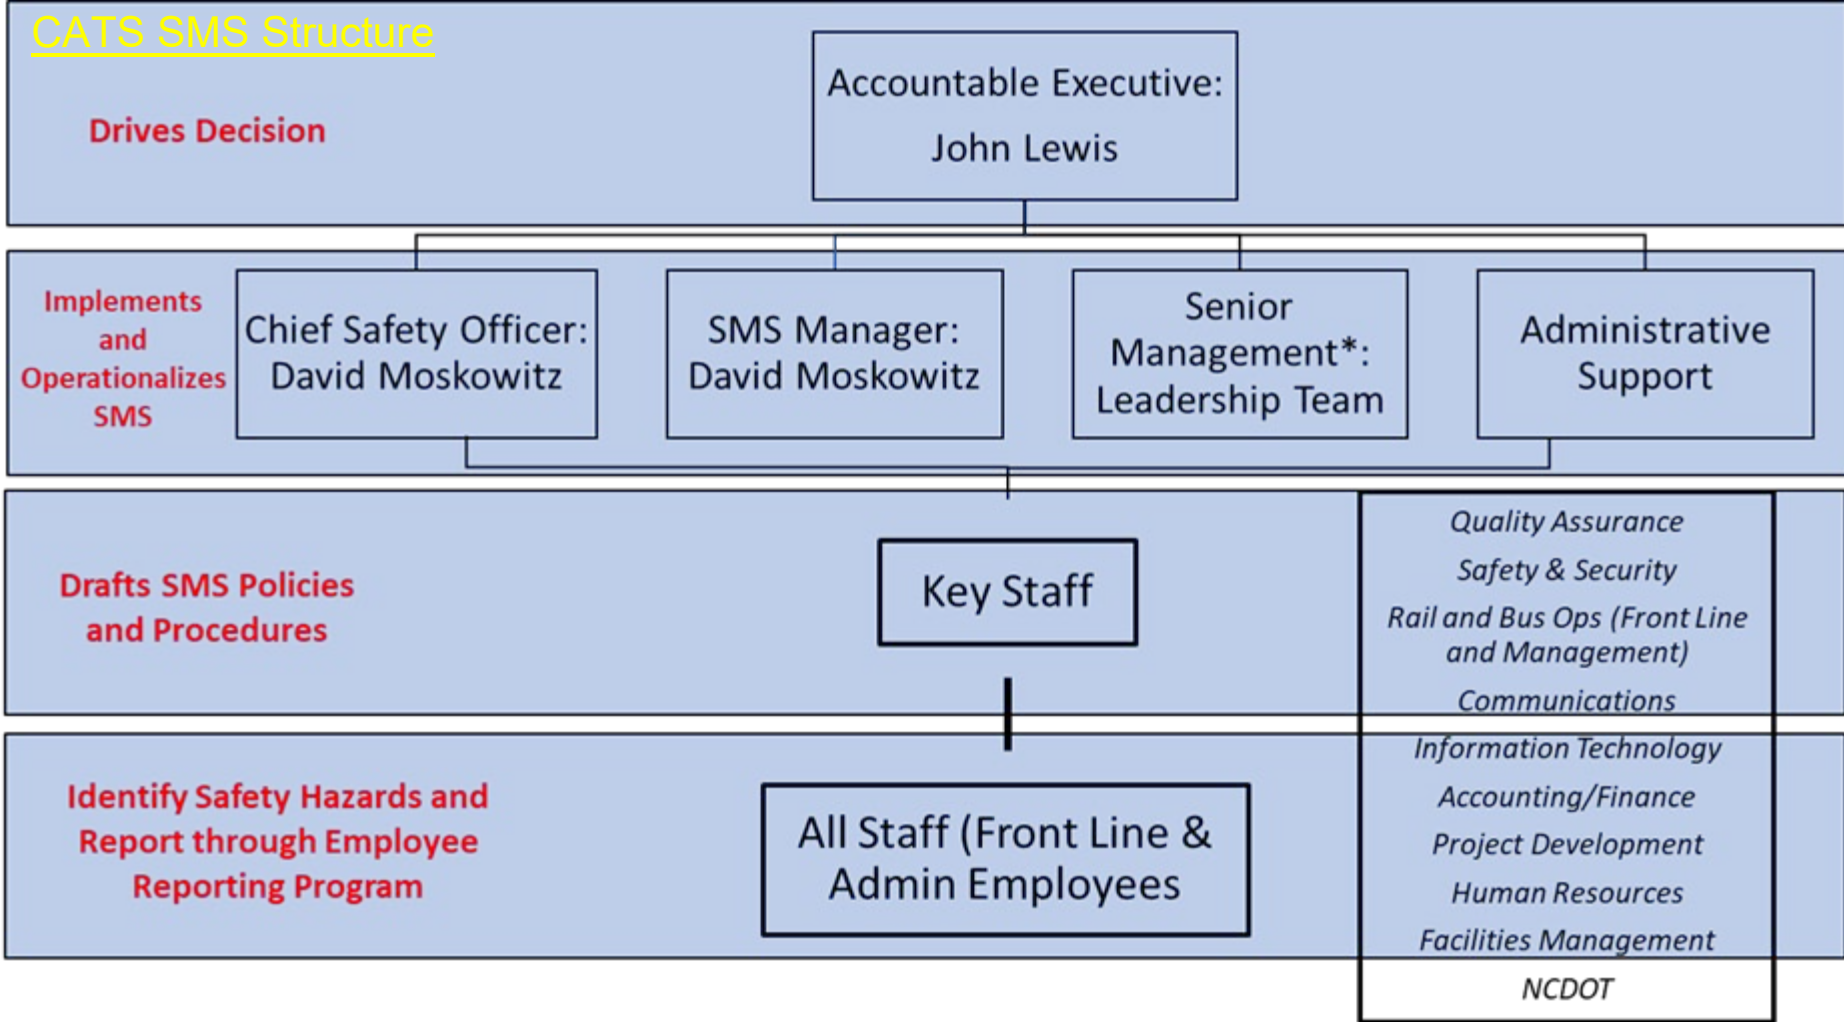 CATS SMS Structure
Drives Decision
Accountable Executive:
John Lewis
Implements
and
Operationalizes
SMS
Chief Safety Officer:
David Moskowitz
SMS Manager:
David Moskowitz
Senior
Management*:
Leadership Team
Administrative
Support
Drafts SMS Policies
and Procedures
Key Staff
Quality Assurance
Safety & Security
Rail and Bus Ops (Front Line
and Management)
Communications
Information Technology
Accounting/Finance
Project Development
Human Resources
Facilities Management
NCDOT
Identify Safety Hazards and
Report through Employee
Reporting Program
All Staff (Front Line &
Admin Employees